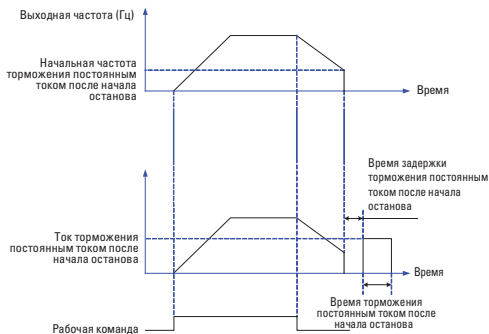 Выходная частота (Гц)
Начальная частота
торможения постоянным
током после начала
останова
Время
Время задержки
торможения постоянным
током после начала
останова
Ток торможения
постоянным током после
начала останова
Время
Время торможения
постоянным током после
начала останова
Рабочая команда